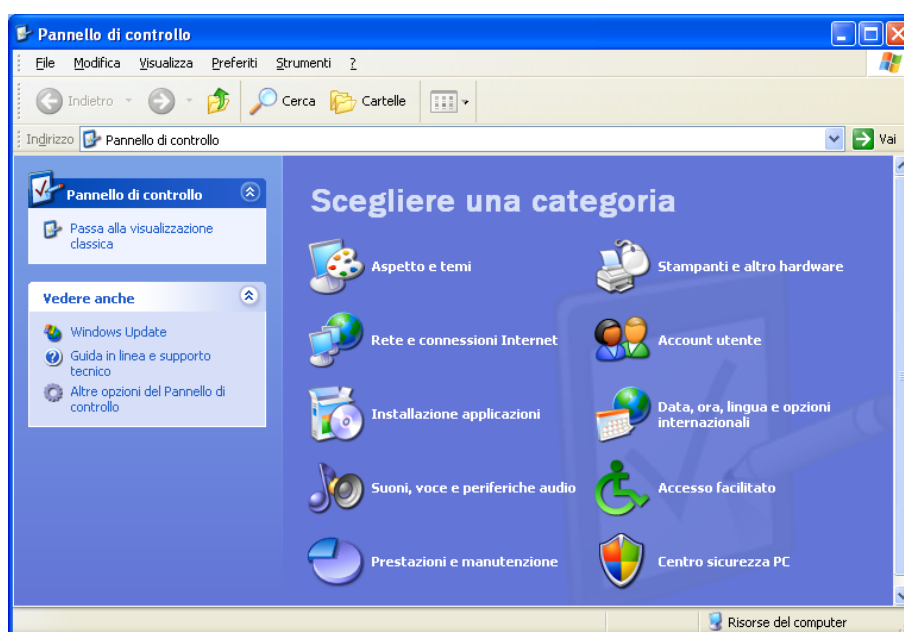 Pannello di controllo
File Modifica Visualizza Preferiti Strumenti ?
Indietro Cerca Cartelle
Indirizzo Pannello di controllo Vai
Pannello di controllo
Passa alla visualizzazione
classica
Vedere anche
Windows Update
Guida in linea e supporto
tecnico
Altre opzioni del Pannello di
controllo
Scegliere una categoria
Aspetto e temi
Stampanti e altro hardware
Rete e connessioni Internet
Account utente
Installazione applicazioni
Data, ora, lingua e opzioni
internazionali
Suoni, voce e periferiche audio
Accesso facilitato
Prestazioni e manutenzione
Centro sicurezza PC
Risorse del computer